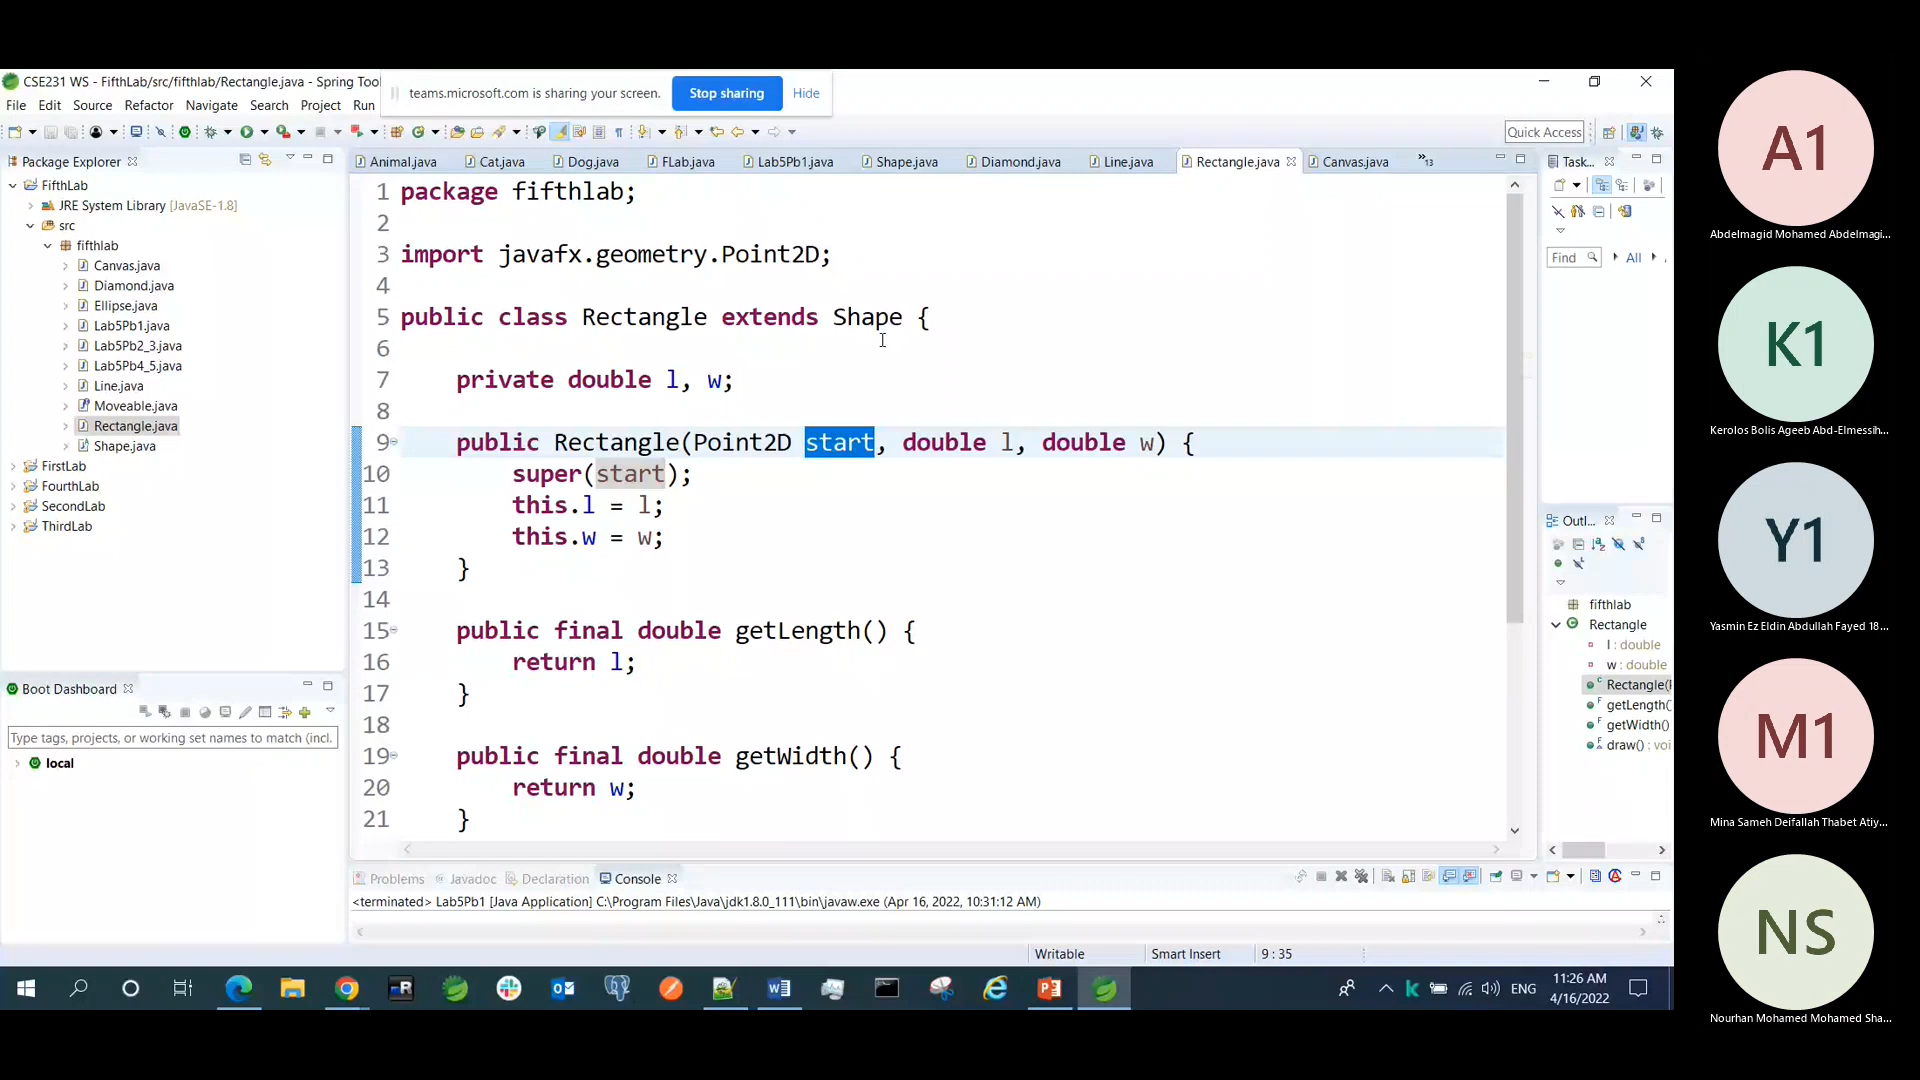 CSE231 WS - FifthLab/src/fifthlab/Rectangle.java - Spring Tool
teams.microsoft.com is sharing your screen. Stop sharing Hide
File Edit Source Refactor Navigate Search Project Run
Quick Access
Package Explorer
FifthLab
JRE System Library [JavaSE-1.8]
src
fifthlab
Canvas.java
Diamond.java
Ellipse.java
Lab5Pb1.java
Lab5Pb2_3.java
Lab5Pb4_5.java
Line.java
Moveable.java
Rectangle.java
Shape.java
FirstLab
FourthLab
SecondLab
ThirdLab
Boot Dashboard
Type tags, projects, or working set names to match (incl.
local
Animal.java Cat.java Dog.java FLab.java Lab5Pb1.java Shape.java Diamond.java Line.java Rectangle.java Canvas.java »13
1 package fifthlab;
2
3 import javafx.geometry.Point2D;
4
5 public class Rectangle extends Shape {
6
7 private double l, w;
8
9 public Rectangle(Point2D start, double l, double w) {
10 super(start);
11 this.l = l;
12 this.w = w;
13 }
14
15 public final double getLength() {
16 return l;
17 }
18
19 public final double getWidth() {
20 return w;
21 }
Task...
Find All
Outl...
fifthlab
Rectangle
l : double
w : double
Rectangle(
getLength(
getWidth()
draw() : voi
Problems Javadoc Declaration Console
<terminated> Lab5Pb1 [Java Application] C:\Program Files\Java\jdk1.8.0_111\bin\javaw.exe (Apr 16, 2022, 10:31:12 AM)
Writable Smart Insert 9 : 35
ENG
11:26 AM
4/16/2022
A1
Abdelmagid Mohamed Abdelmagi...
K1
Kerolos Bolis Ageeb Abd-Elmessih...
Y1
Yasmin Ez Eldin Abdullah Fayed 18...
M1
Mina Sameh Deifallah Thabet Atiy...
NS
Nourhan Mohamed Mohamed Sha...